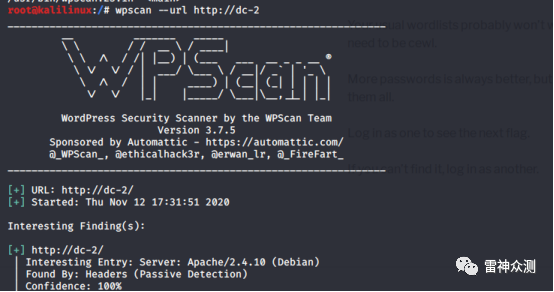 root@kalilinux:/# wpscan --url http://dc-2/
WPScan ®
WordPress Security Scanner by the WPScan Team
Version 3.7.5
Sponsored by Automattic - https://automattic.com/
@_WPScan_, @ethicalhack3r, @erwan_lr, @_FireFart_
[+] URL: http://dc-2/
[+] Started: Thu Nov 12 17:31:51 2020
Interesting Finding(s):
[+] http://dc-2/
| Interesting Entry: Server: Apache/2.4.10 (Debian)
| Found By: Headers (Passive Detection)
| Confidence: 100%
wordlists probably won't
need to be cewl.
More passwords is always better, but
them all.
Log in as one to see the next flag.
can't find it, log in as another.
雷神众测